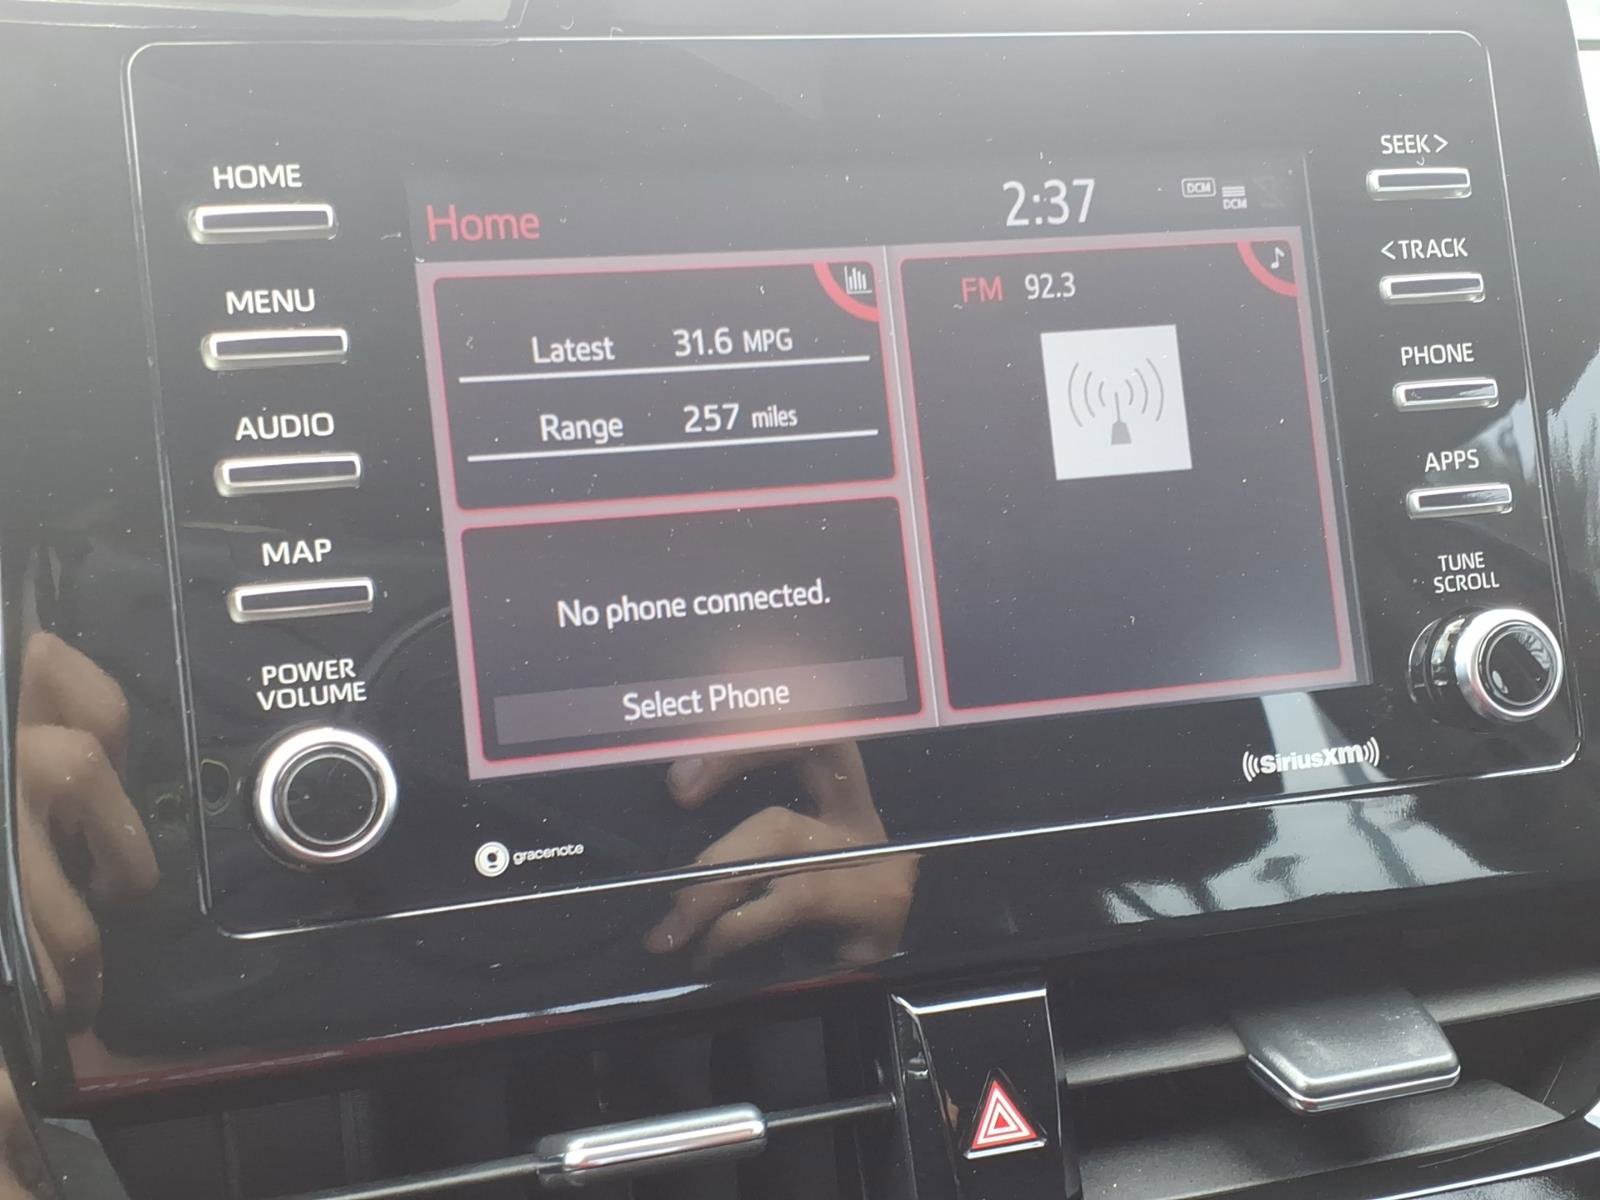 HOME
MENU
AUDIO
MAP
POWER
VOLUME
Home
2:37
DCM
DCM
Latest 31.6 MPG
Range 257 miles
No phone connected.
Select Phone
FM 92.3
SEEK >
< TRACK
PHONE
APPS
TUNE
SCROLL
gracenote
((SiriusXM))